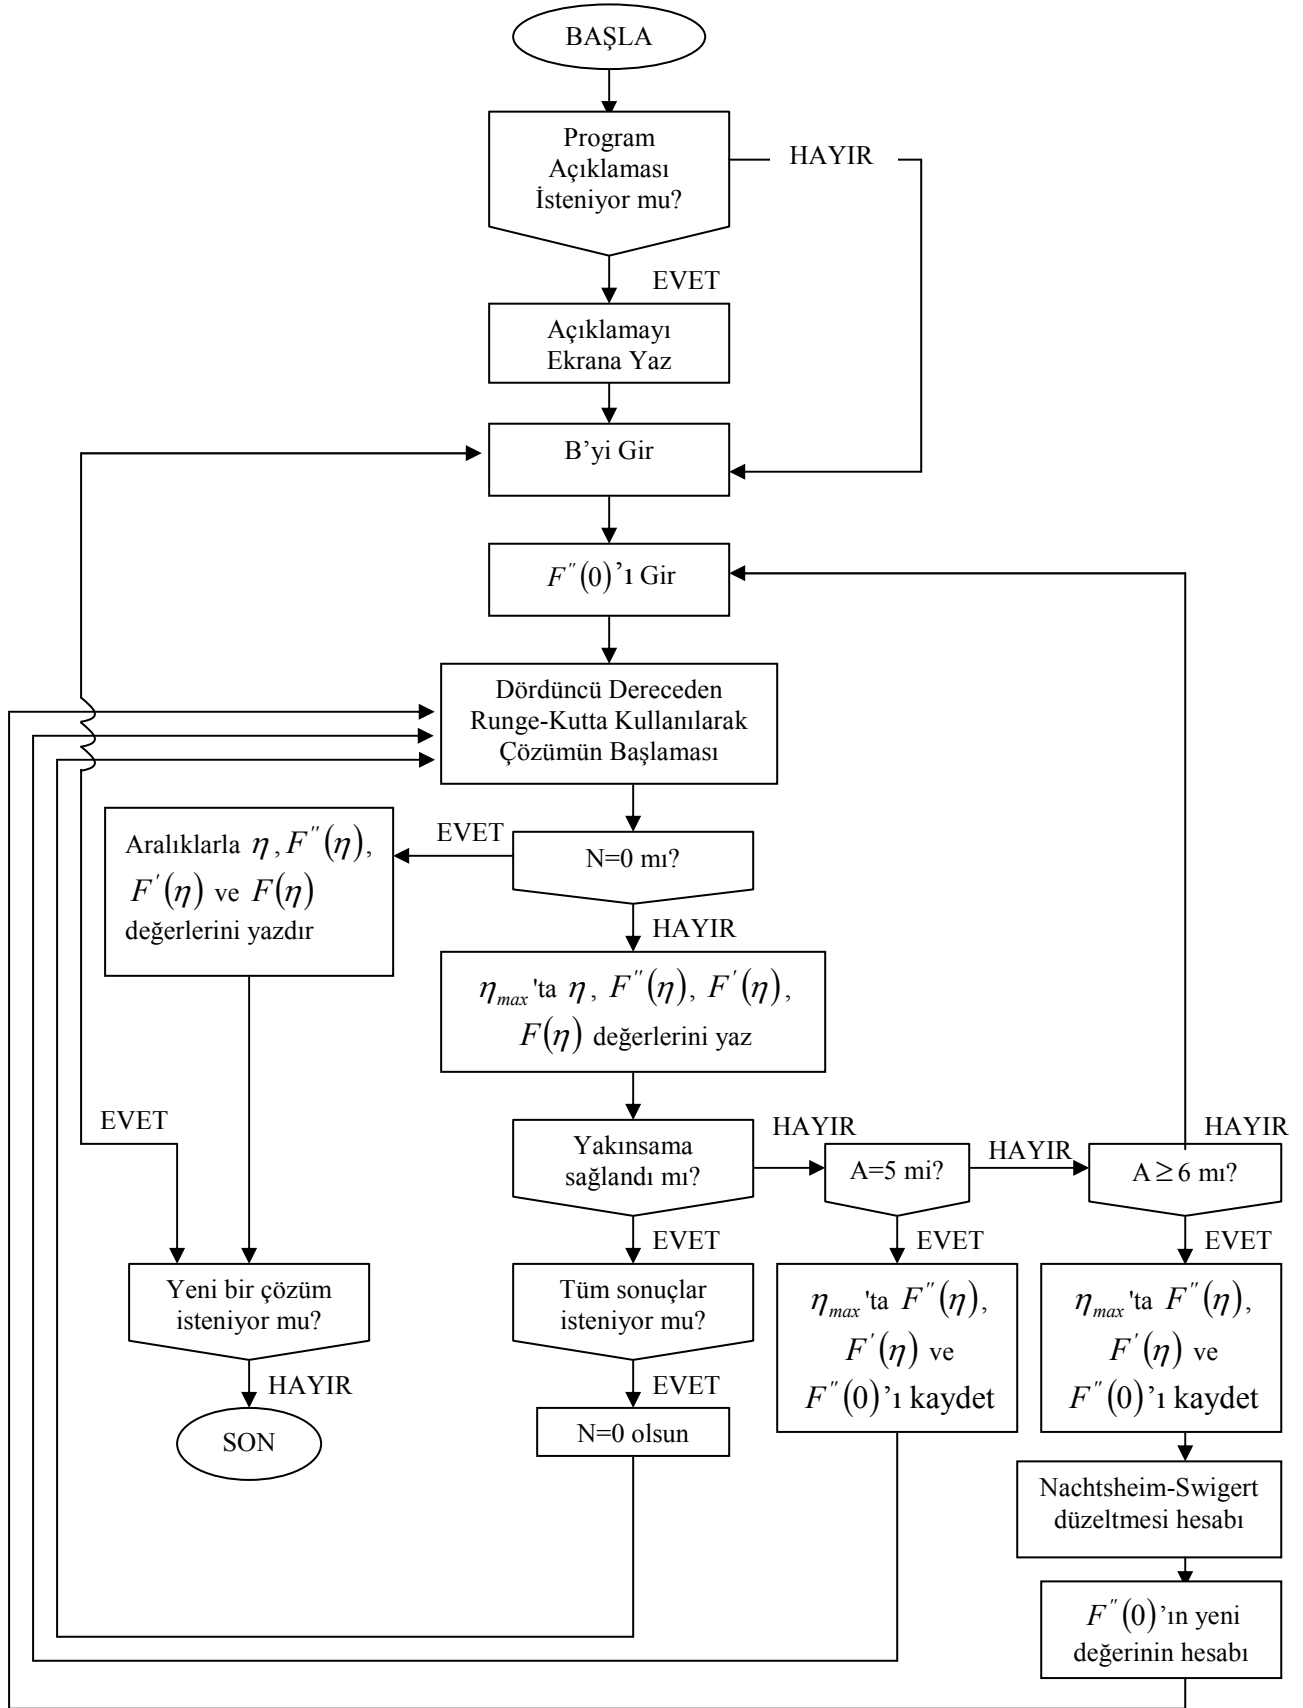 BAŞLA
Program
Açıklaması
İsteniyor mu?
HAYIR
EVET
Açıklamayı
Ekrana Yaz
B’yi Gir
F″(0)’ı Gir
Dördüncü Dereceden
Runge-Kutta Kullanılarak
Çözümün Başlaması
EVET
N=0 mı?
Aralıklarla η, F″(η),
F′(η) ve F(η)
değerlerini yazdır
HAYIR
ηmax'ta η, F″(η), F′(η),
F(η) değerlerini yaz
EVET
Yakınsama
sağlandı mı?
HAYIR
A=5 mi?
HAYIR
A ≥ 6 mı?
HAYIR
EVET
EVET
EVET
Yeni bir çözüm
isteniyor mu?
Tüm sonuçlar
isteniyor mu?
ηmax'ta F″(η),
F′(η) ve
F″(0)’ı kaydet
ηmax'ta F″(η),
F′(η) ve
F″(0)’ı kaydet
HAYIR
EVET
SON
N=0 olsun
Nachtsheim-Swigert
düzeltmesi hesabı
F″(0)’ın yeni
değerinin hesabı